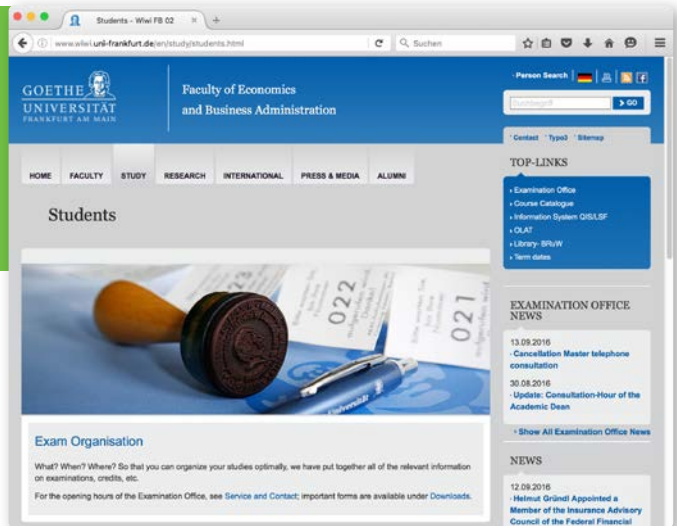 Students - Wiwi FB 02
www.wiwi.uni-frankfurt.de/en/study/students.html
Suchen
GOETHE
UNIVERSITÄT
FRANKFURT AM MAIN
Faculty of Economics
and Business Administration
Person Search
Suchbegriff
GO
Contact
Typo3
Sitemap
HOME
FACULTY
STUDY
RESEARCH
INTERNATIONAL
PRESS & MEDIA
ALUMNI
Students
TOP-LINKS
Examination Office
Course Catalogue
Information System QIS/LSF
OLAT
Library- BRuW
Term dates
022
021
EXAMINATION OFFICE
NEWS
13.09.2016
Cancellation Master telephone
consultation
30.08.2016
Update: Consultation-Hour of the
Academic Dean
Show All Examination Office News
Exam Organisation
What? When? Where? So that you can organize your studies optimally, we have put together all of the relevant information
on examinations, credits, etc.
For the opening hours of the Examination Office, see Service and Contact; important forms are available under Downloads.
NEWS
12.09.2016
Helmut Gründl Appointed a
Member of the Insurance Advisory
Council of the Federal Financial